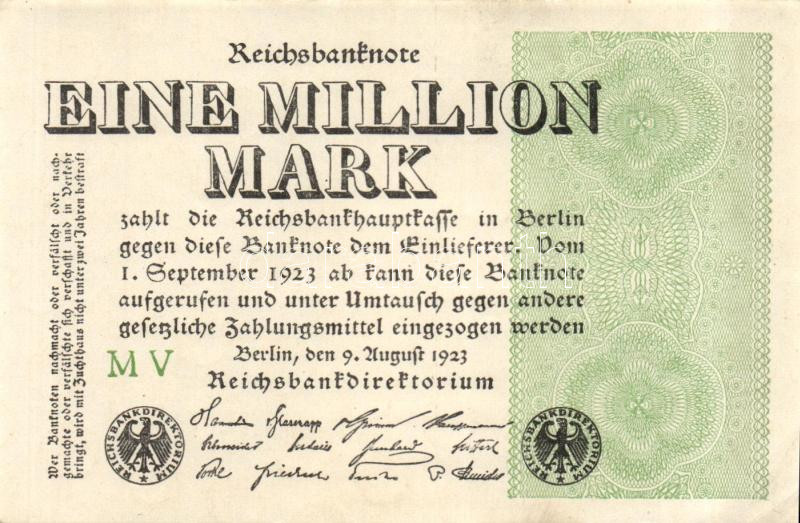 Reichsbanknote
EINE MILLION
MARK
zahlt die Reichsbankhauptkasse in Berlin
gegen diese Banknote dem Einlieferer. Vom
1. September 1923 ab kann diese Banknote
aufgerufen und unter Umtausch gegen andere
gesetzliche Zahlungsmittel eingezogen werden
Berlin, den 9. August 1923
Reichsbankdirektorium
MV
Wer Banknoten nachmacht oder verfälscht oder nach-
gemachte oder verfälschte sich verschafft und in Verkehr
bringt, wird mit Zuchthaus nicht unter zwei Jahren bestraft
REICHSBANKDIREKTORIUM
REICHSBANKDIREKTORIUM